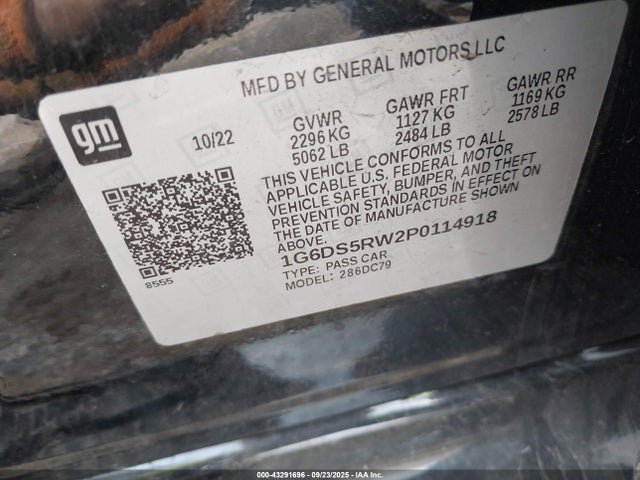 MFD BY GENERAL MOTORS LLC
gm
10/22
GVWR
2296 KG
5062 LB
GAWR FRT
1127 KG
2484 LB
GAWR RR
1169 KG
2578 LB
THIS VEHICLE CONFORMS TO ALL
APPLICABLE U.S. FEDERAL MOTOR
VEHICLE SAFETY, BUMPER, AND THEFT
PREVENTION STANDARDS IN EFFECT ON
THE DATE OF MANUFACTURE SHOWN
ABOVE.
1G6DS5RW2P0114918
TYPE: PASS CAR
MODEL: 286DC79
8555
000-43291696 - 09/23/2025 - IAA Inc.